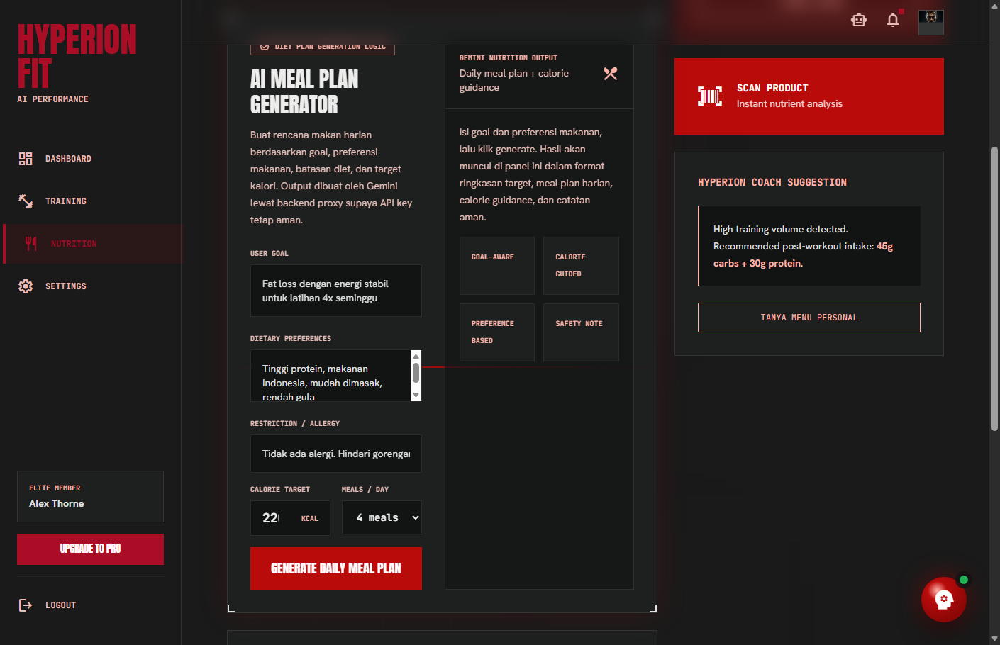 HYPERION
FIT
AI PERFORMANCE
DASHBOARD
TRAINING
NUTRITION
SETTINGS
ELITE MEMBER
Alex Thorne
UPGRADE TO PRO
LOGOUT
DIET PLAN GENERATION LOGIC
AI MEAL PLAN
GENERATOR
Buat rencana makan harian
berdasarkan goal, preferensi
makanan, batasan diet, dan target
kalori. Output dibuat oleh Gemini
lewat backend proxy supaya API key
tetap aman.
USER GOAL
Fat loss dengan energi stabil
untuk latihan 4x seminggu
DIETARY PREFERENCES
Tinggi protein, makanan
Indonesia, mudah dimasak,
rendah gula
RESTRICTION / ALLERGY
Tidak ada alergi. Hindari gorengan
CALORIE TARGET
KCAL
MEALS / DAY
4 meals
GENERATE DAILY MEAL PLAN
GEMINI NUTRITION OUTPUT
Daily meal plan + calorie
guidance
Isi goal dan preferensi makanan,
lalu klik generate. Hasil akan
muncul di panel ini dalam format
ringkasan target, meal plan harian,
calorie guidance, dan catatan
aman.
GOAL-AWARE
CALORIE
GUIDED
PREFERENCE
BASED
SAFETY NOTE
SCAN PRODUCT
Instant nutrient analysis
HYPERION COACH SUGGESTION
High training volume detected.
Recommended post-workout intake: 45g
carbs + 30g protein.
TANYA MENU PERSONAL